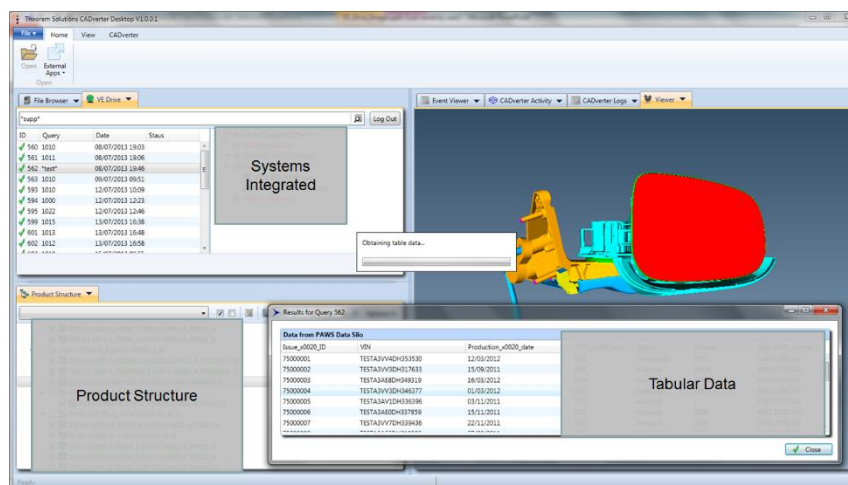 Theorem Solutions CADverter Desktop V1.0.0.1
File Home View CADverter
Open External Apps
Open
File Browser VE Drive Event Viewer CADverter Activity CADverter Logs Viewer
*supp* Log Out
ID Query Date Staus
560 1010 08/07/2013 19:03
561 1011 08/07/2013 19:06
562 *test* 08/07/2013 19:46
563 1010 09/07/2013 09:51
593 1010 12/07/2013 10:09
594 1000 12/07/2013 12:23
595 1022 12/07/2013 12:46
599 1015 13/07/2013 16:38
601 1013 13/07/2013 16:48
602 1012 13/07/2013 16:58
Systems
Integrated
Obtaining table data...
Product Structure
Product Structure
Results for Query 562
Data from PAWS Data Silo
Issue_x0020_ID VIN Production_x0020_date
75000001 TESTA3VV4DH353530 12/03/2012
75000002 TESTA3VV3DH317633 15/09/2011
75000003 TESTA3AE8DH349319 16/03/2012
75000004 TESTA3VV3DH346377 01/03/2012
75000005 TESTA3AV1DH336396 03/11/2011
75000006 TESTA3AE0DH337859 15/11/2011
75000007 TESTA3VV7DH339436 22/11/2011
Tabular Data
Close
Ready